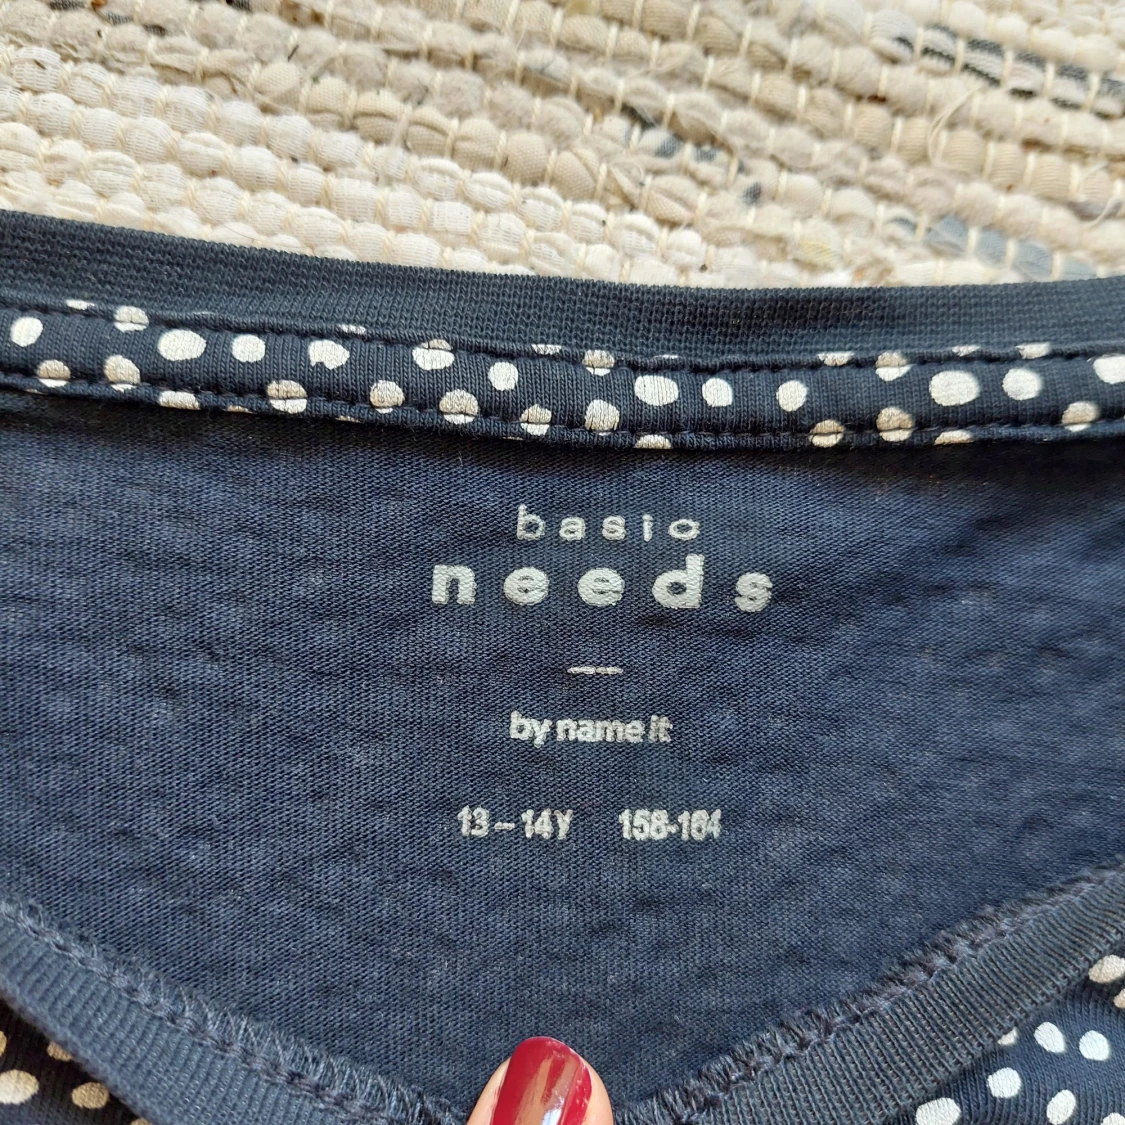 basic
needs
by name it
13-14Y 158-164